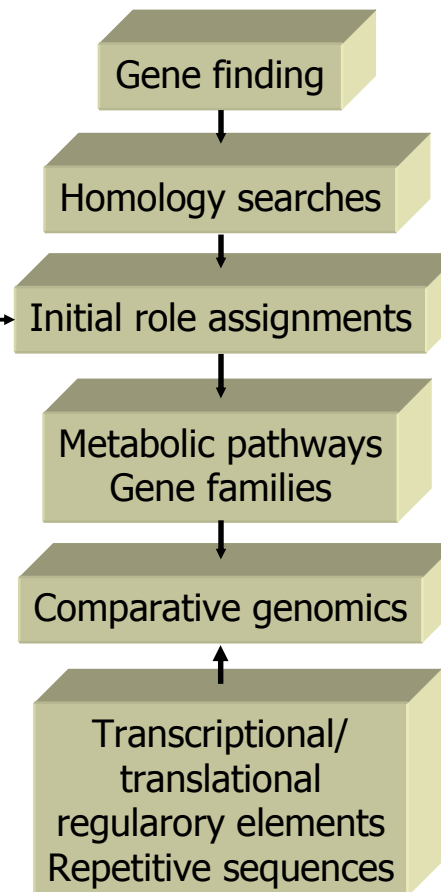 Gene finding
Homology searches
Initial role assignments
Metabolic pathways
Gene families
Comparative genomics
Transcriptional/
translational
regularory elements
Repetitive sequences